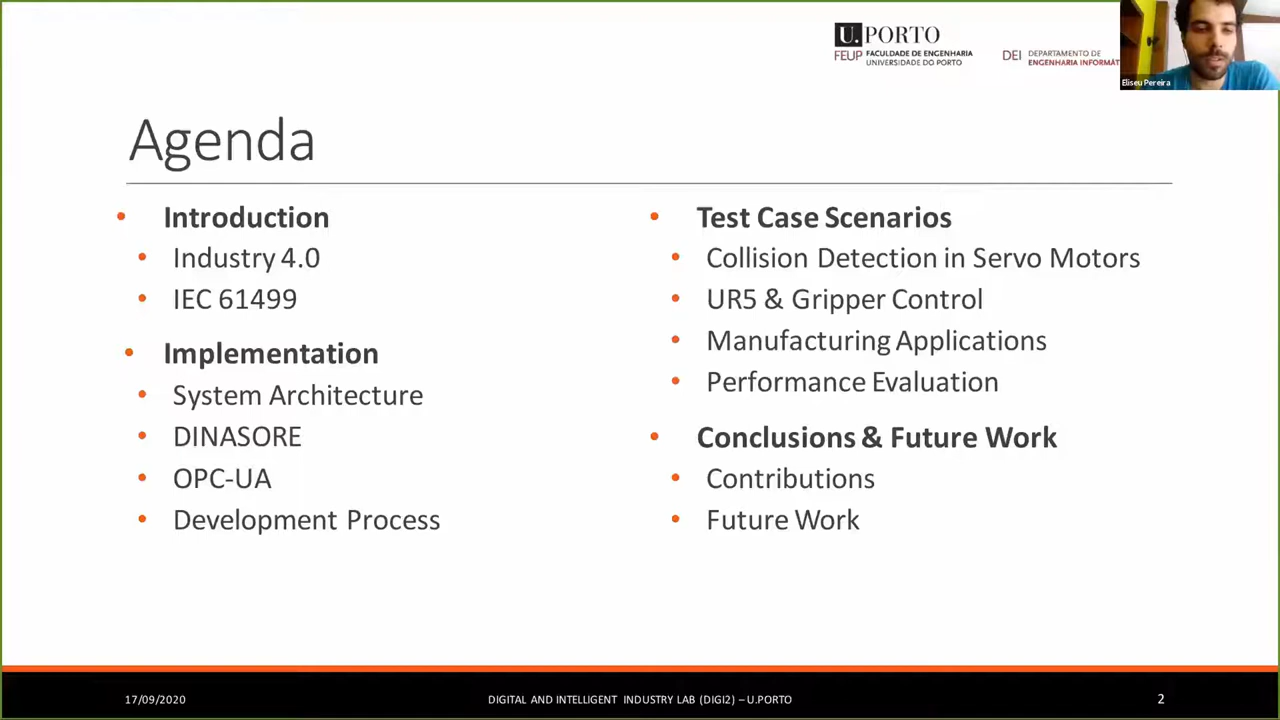 U.PORTO
FEUP FACULDADE DE ENGENHARIA
UNIVERSIDADE DO PORTO
DEI DEPARTAMENTO DE
ENGENHARIA INFORMÁT
Eliseu Pereira
Agenda
• Introduction
• Industry 4.0
• IEC 61499
• Implementation
• System Architecture
• DINASORE
• OPC-UA
• Development Process
• Test Case Scenarios
• Collision Detection in Servo Motors
• UR5 & Gripper Control
• Manufacturing Applications
• Performance Evaluation
• Conclusions & Future Work
• Contributions
• Future Work
17/09/2020
DIGITAL AND INTELLIGENT INDUSTRY LAB (DIGI2) – U.PORTO
2